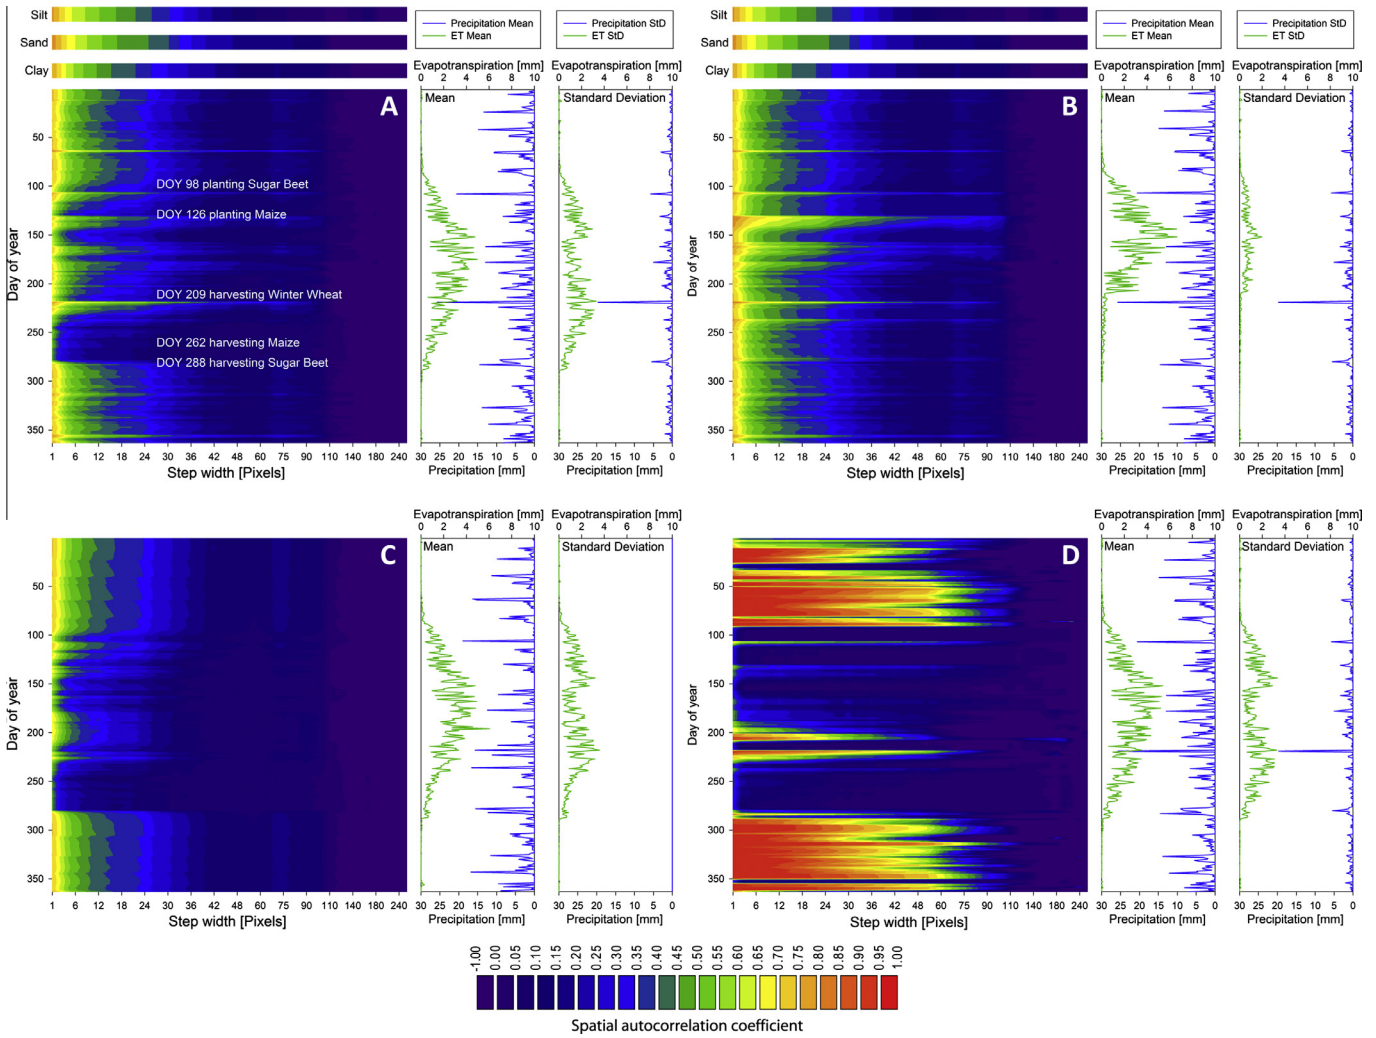 Silt
Sand
Clay
Precipitation Mean
ET Mean
Precipitation StD
ET StD
Evapotranspiration [mm]
0 2 4 6 8 10
0 2 4 6 8 10
A
Mean
Standard Deviation
Day of year
50
100
150
200
250
300
350
DOY 98 planting Sugar Beet
DOY 126 planting Maize
DOY 209 harvesting Winter Wheat
DOY 262 harvesting Maize
DOY 288 harvesting Sugar Beet
1 6 12 18 24 30 36 42 48 54 60 75 90 110 140 200 240
Step width [Pixels]
30 25 20 15 10 5 0
30 25 20 15 10 5 0
Precipitation [mm]
Precipitation [mm]
Silt
Sand
Clay
Precipitation Mean
ET Mean
Precipitation StD
ET StD
Evapotranspiration [mm]
Evapotranspiration [mm]
0 2 4 6 8 10
0 2 4 6 8 10
B
Mean
Standard Deviation
Day of year
50
100
150
200
250
300
350
1 6 12 18 24 30 36 42 48 54 60 75 90 110 140 200 240
Step width [Pixels]
30 25 20 15 10 5 0
30 25 20 15 10 5 0
Precipitation [mm]
Precipitation [mm]
Evapotranspiration [mm]
Evapotranspiration [mm]
0 2 4 6 8 10
0 2 4 6 8 10
C
Mean
Standard Deviation
Day of year
50
100
150
200
250
300
350
1 6 12 18 24 30 36 42 48 54 60 75 90 110 140 200 240
Step width [Pixels]
30 25 20 15 10 5 0
30 25 20 15 10 5 0
Precipitation [mm]
Precipitation [mm]
Evapotranspiration [mm]
Evapotranspiration [mm]
0 2 4 6 8 10
0 2 4 6 8 10
D
Mean
Standard Deviation
Day of year
50
100
150
200
250
300
350
1 6 12 18 24 30 36 42 48 54 60 75 90 110 140 200 240
Step width [Pixels]
30 25 20 15 10 5 0
30 25 20 15 10 5 0
Precipitation [mm]
Precipitation [mm]
-1.00 0.00 0.05 0.10 0.15 0.20 0.25 0.30 0.35 0.40 0.45 0.50 0.55 0.60 0.65 0.70 0.75 0.80 0.85 0.90 0.95 1.00
Spatial autocorrelation coefficient